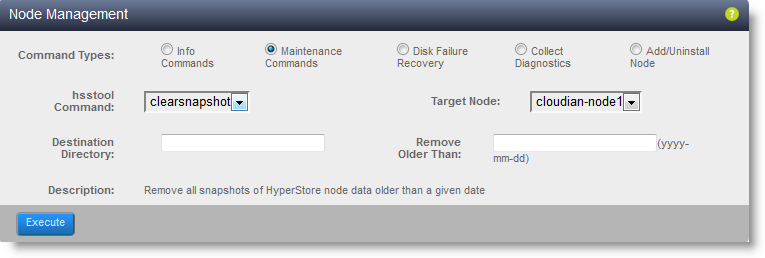 Node Management ?
Command Types: Info Commands Maintenance Commands Disk Failure Recovery Collect Diagnostics Add/Uninstall Node
hsstool Command: clearsnapshot Target Node: cloudian-node1
Destination Directory: Remove Older Than: (yyyy-mm-dd)
Description: Remove all snapshots of HyperStore node data older than a given date
Execute